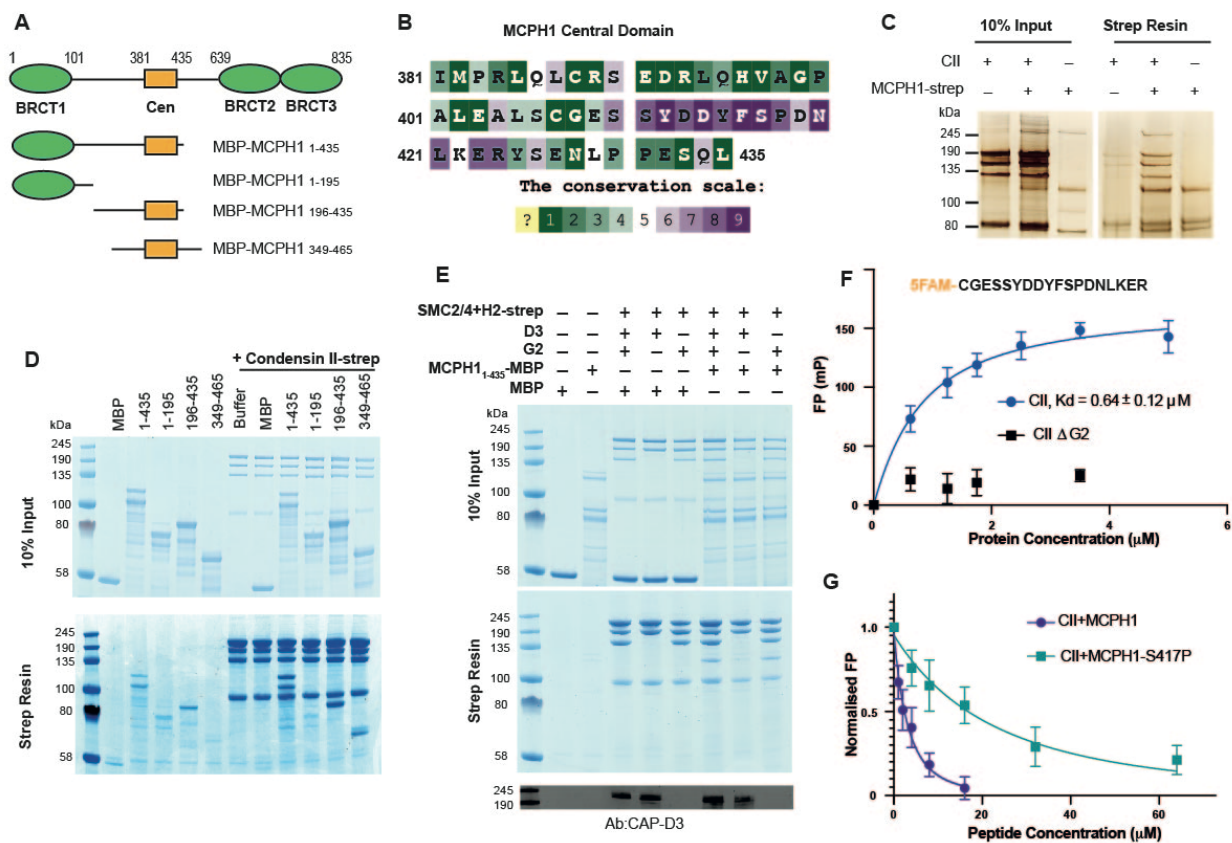 A
1 101 381 435 639 835
BRCT1 Cen BRCT2 BRCT3
MBP-MCPH1 1-435
MBP-MCPH1 1-195
MBP-MCPH1 196-435
MBP-MCPH1 349-465
B
MCPH1 Central Domain
381 IMPRLQLCRS EDRLQHVAGP
401 ALEALSCGES SYDDYFSPDN
421 LKERYSENLP PESQL 435
The conservation scale:
? 1 2 3 4 5 6 7 8 9
C
10% Input Strep Resin
CII + + – + + –
MCPH1-strep – + + – + +
kDa
245
190
135
100
80
D
+ Condensin II-strep
kDa MBP 1-435 1-195 196-435 349-465 Buffer MBP 1-435 1-195 196-435 349-465
10% Input
245
190
135
100
80
58
Strep Resin
245
190
135
100
80
58
E
SMC2/4+H2-strep – – + + + + + +
D3 – – + + – + + –
G2 – – + – + + – +
MCPH11-435-MBP – + – – – + + +
MBP + – + + + – – –
kDa
10% Input
245
190
135
100
80
58
Strep Resin
245
190
135
100
80
58
245
190
Ab:CAP-D3
F
5FAM-CGESSYDDYFSPDNLKER
FP (mP)
200
150
100
50
0
CII, Kd = 0.64 ± 0.12 µM
CII ΔG2
0 2 4 6
Protein Concentration (µM)
G
Normalised FP
1.0
0.5
0
CII+MCPH1
CII+MCPH1-S417P
0 20 40 60
Peptide Concentration (µM)